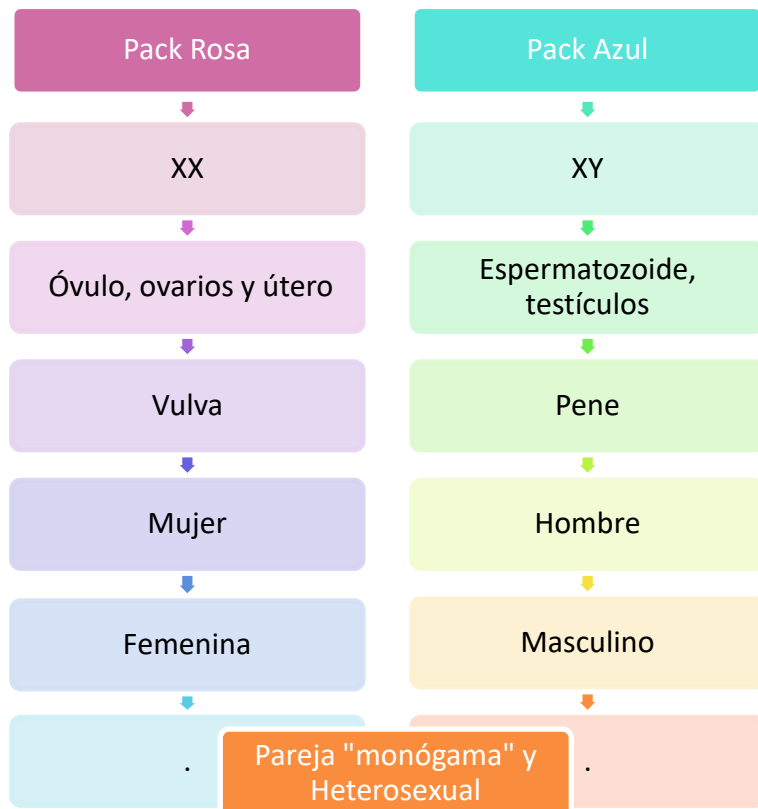 Pack Rosa
XX
Óvulo, ovarios y útero
Vulva
Mujer
Femenina
.
Pack Azul
XY
Espermatozoide,
testículos
Pene
Hombre
Masculino
.
Pareja "monógama" y
Heterosexual